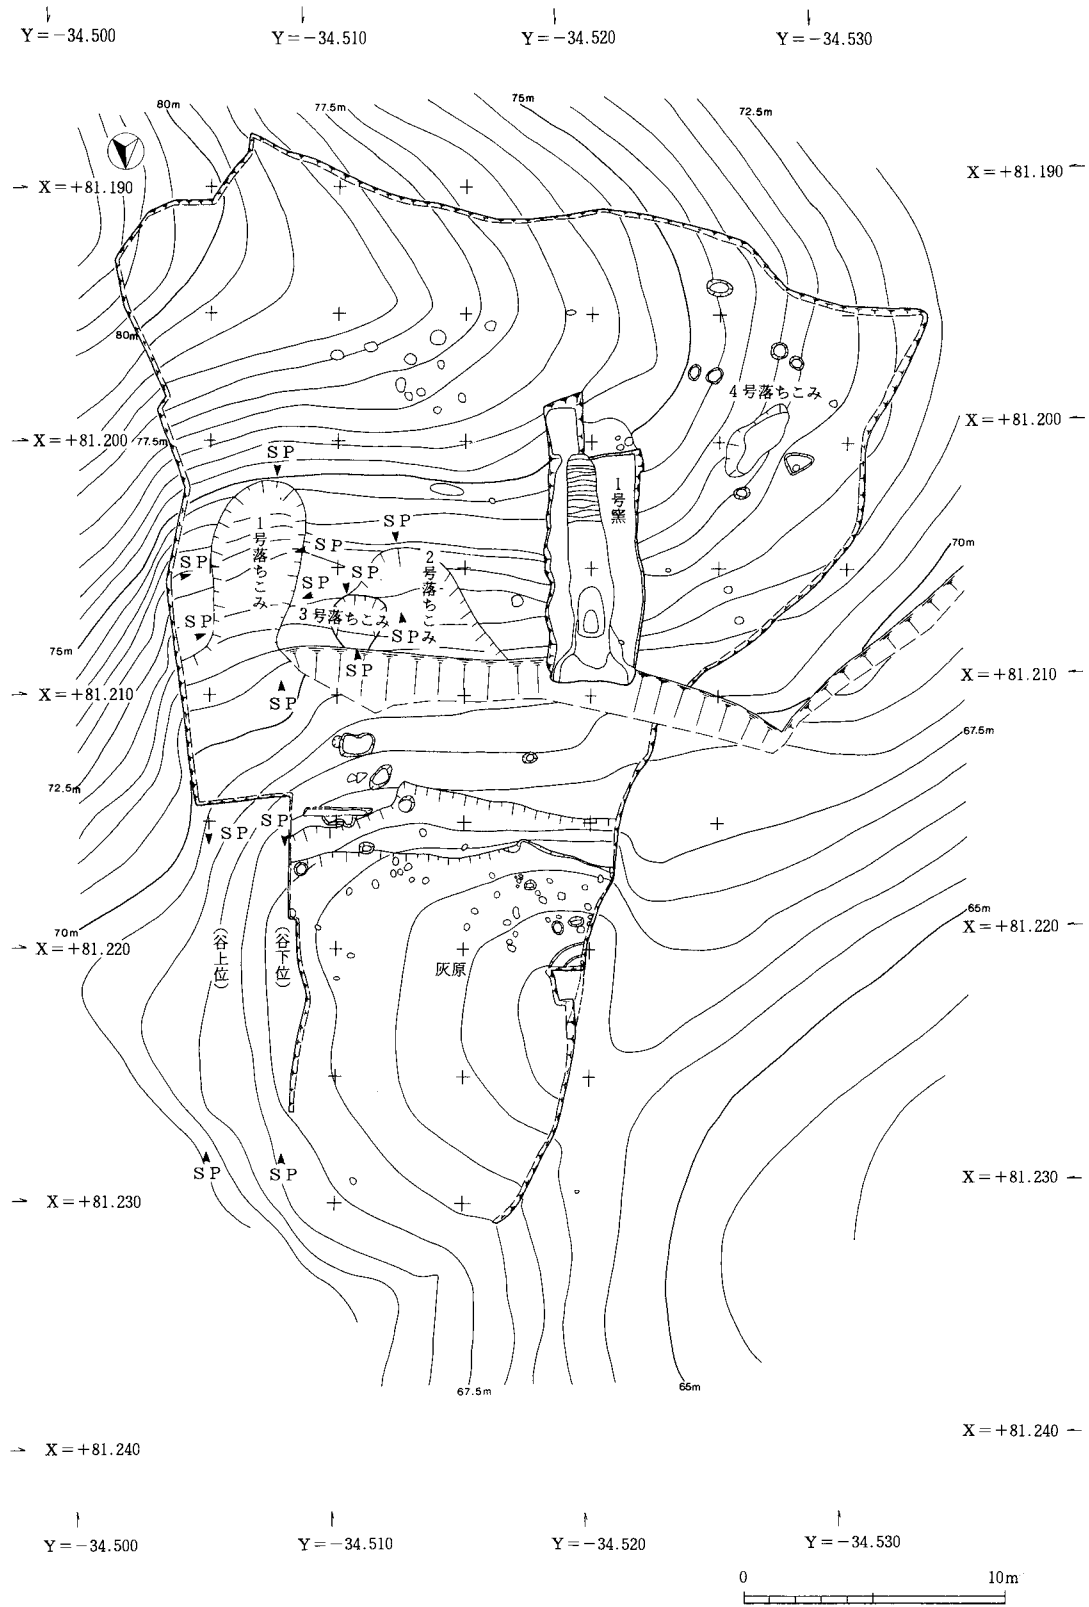 Y=-34.500
Y=-34.510
Y=-34.520
Y=-34.530
80m
77.5m
75m
72.5m
X=+81.190
X=+81.190
80m
4号落ちこみ
X=+81.200
77.5m
X=+81.200
SP
1号窯
SP
1号落ちこみ
SP
2号落ちこみ
SP
SP
70m
SP
3号落ちこみ
SP
SP
75m
SP
X=+81.210
X=+81.210
SP
67.5m
72.5m
SP
SP
65m
X=+81.220
70m
X=+81.220
(谷上位)
(谷下位)
灰原
SP
SP
X=+81.230
X=+81.230
67.5m
65m
X=+81.240
X=+81.240
Y=-34.500
Y=-34.510
Y=-34.520
Y=-34.530
0
10m